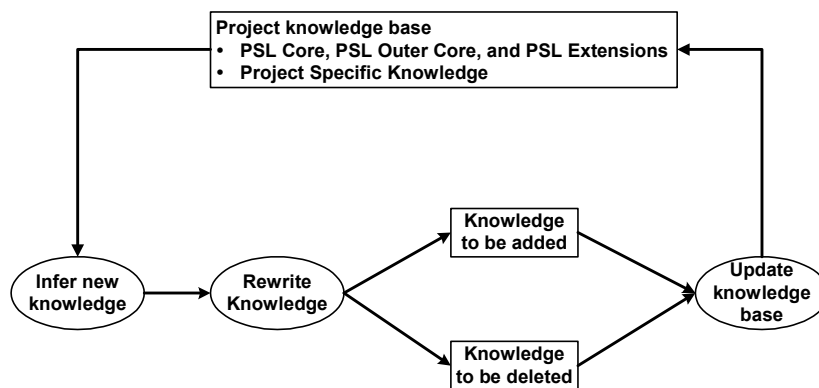 Project knowledge base
• PSL Core, PSL Outer Core, and PSL Extensions
• Project Specific Knowledge
Knowledge
to be added
Infer new
knowledge
Rewrite
Knowledge
Update
knowledge
base
Knowledge
to be deleted